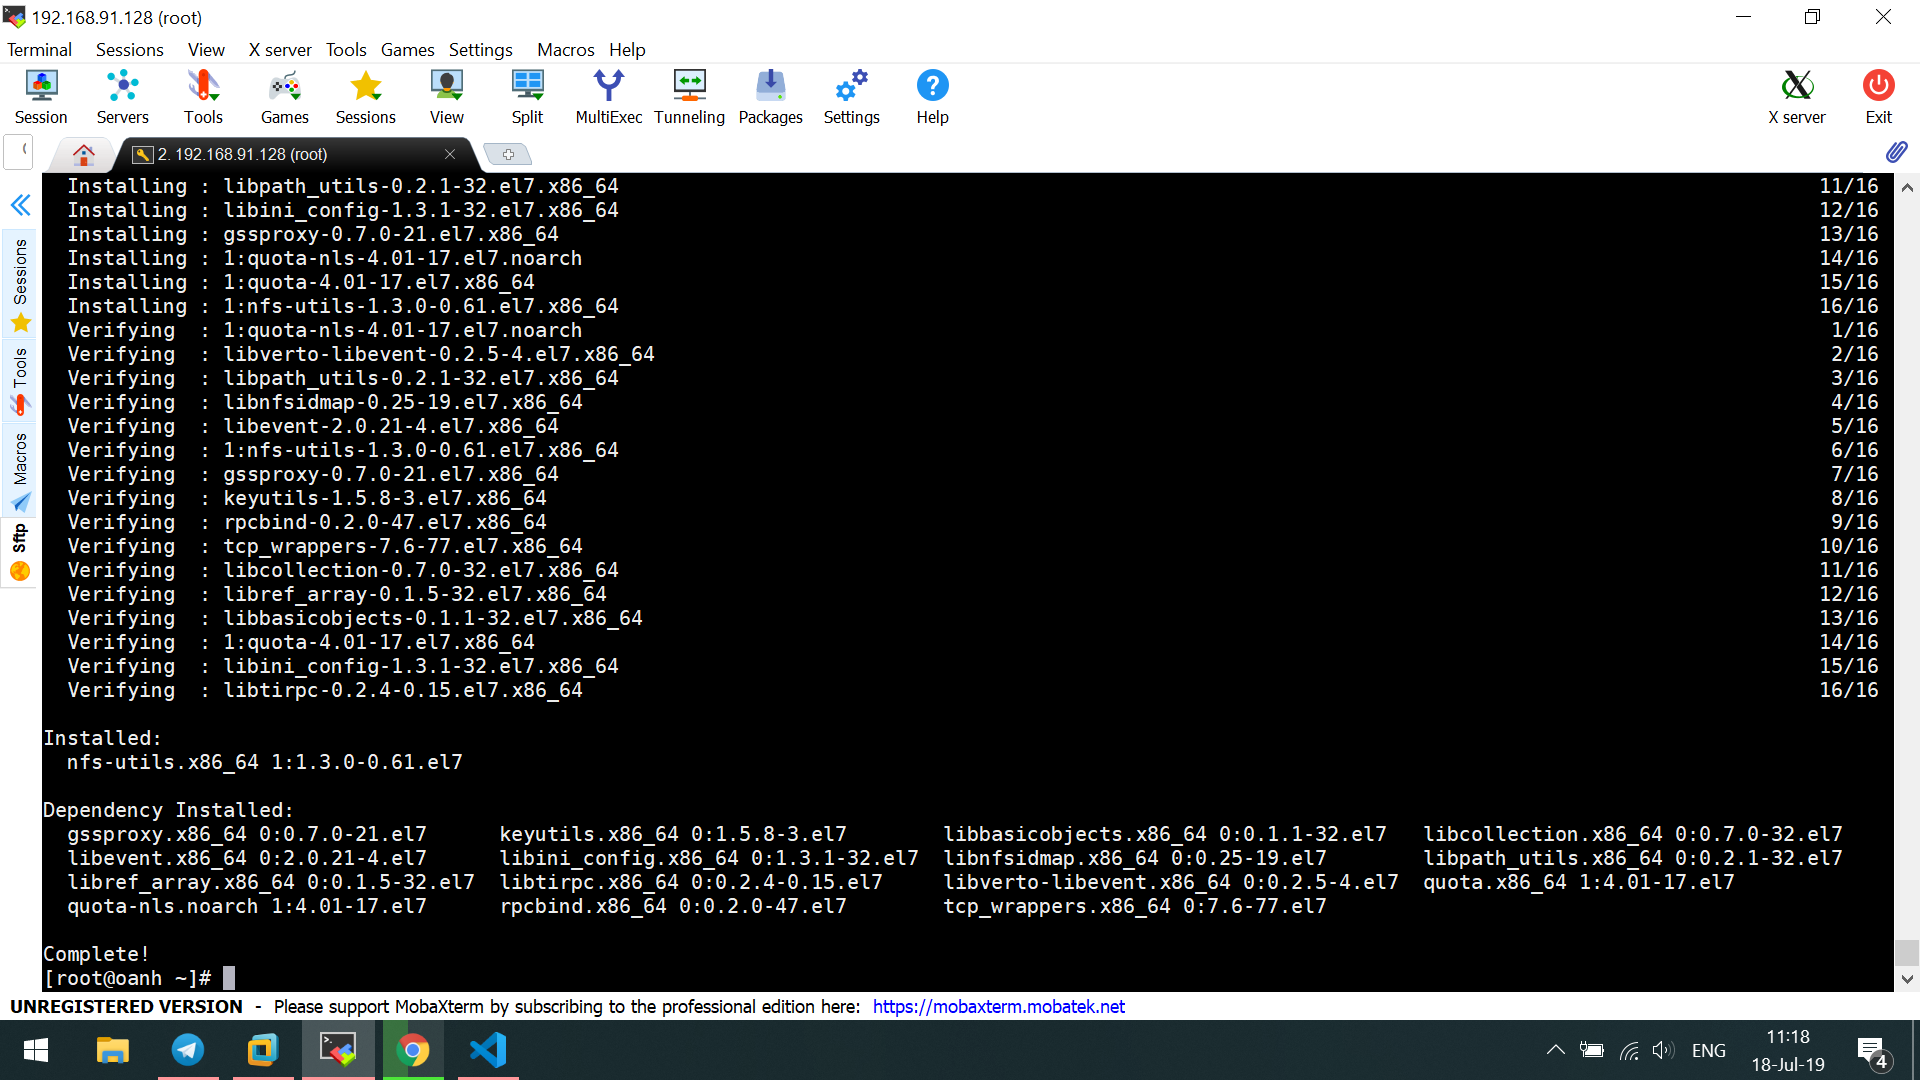 192.168.91.128 (root)
Terminal Sessions View X server Tools Games Settings Macros Help
Session Servers Tools Games Sessions View Split MultiExec Tunneling Packages Settings Help X server Exit
2. 192.168.91.128 (root)
Sessions
Tools
Macros
Sftp
Installing : libpath_utils-0.2.1-32.el7.x86_64 11/16
Installing : libini_config-1.3.1-32.el7.x86_64 12/16
Installing : gssproxy-0.7.0-21.el7.x86_64 13/16
Installing : 1:quota-nls-4.01-17.el7.noarch 14/16
Installing : 1:quota-4.01-17.el7.x86_64 15/16
Installing : 1:nfs-utils-1.3.0-0.61.el7.x86_64 16/16
Verifying : 1:quota-nls-4.01-17.el7.noarch 1/16
Verifying : libverto-libevent-0.2.5-4.el7.x86_64 2/16
Verifying : libpath_utils-0.2.1-32.el7.x86_64 3/16
Verifying : libnfsidmap-0.25-19.el7.x86_64 4/16
Verifying : libevent-2.0.21-4.el7.x86_64 5/16
Verifying : 1:nfs-utils-1.3.0-0.61.el7.x86_64 6/16
Verifying : gssproxy-0.7.0-21.el7.x86_64 7/16
Verifying : keyutils-1.5.8-3.el7.x86_64 8/16
Verifying : rpcbind-0.2.0-47.el7.x86_64 9/16
Verifying : tcp_wrappers-7.6-77.el7.x86_64 10/16
Verifying : libcollection-0.7.0-32.el7.x86_64 11/16
Verifying : libref_array-0.1.5-32.el7.x86_64 12/16
Verifying : libbasicobjects-0.1.1-32.el7.x86_64 13/16
Verifying : 1:quota-4.01-17.el7.x86_64 14/16
Verifying : libini_config-1.3.1-32.el7.x86_64 15/16
Verifying : libtirpc-0.2.4-0.15.el7.x86_64 16/16
Installed:
nfs-utils.x86_64 1:1.3.0-0.61.el7
Dependency Installed:
gssproxy.x86_64 0:0.7.0-21.el7 keyutils.x86_64 0:1.5.8-3.el7 libbasicobjects.x86_64 0:0.1.1-32.el7 libcollection.x86_64 0:0.7.0-32.el7
libevent.x86_64 0:2.0.21-4.el7 libini_config.x86_64 0:1.3.1-32.el7 libnfsidmap.x86_64 0:0.25-19.el7 libpath_utils.x86_64 0:0.2.1-32.el7
libref_array.x86_64 0:0.1.5-32.el7 libtirpc.x86_64 0:0.2.4-0.15.el7 libverto-libevent.x86_64 0:0.2.5-4.el7 quota.x86_64 1:4.01-17.el7
quota-nls.noarch 1:4.01-17.el7 rpcbind.x86_64 0:0.2.0-47.el7 tcp_wrappers.x86_64 0:7.6-77.el7
Complete!
[root@oanh ~]#
UNREGISTERED VERSION - Please support MobaXterm by subscribing to the professional edition here: https://mobaxterm.mobatek.net
ENG
11:18
18-Jul-19
4